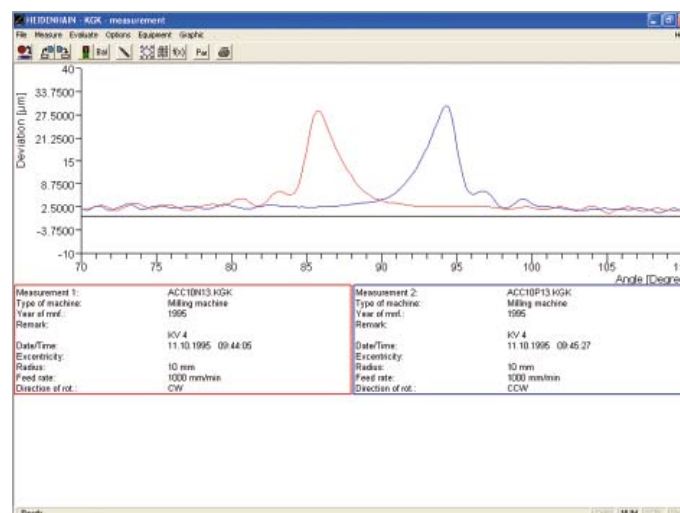 HEIDENHAIN - KGK - measurement
File Measure Evaluate Options Equipment Graphic
Bal f(x) Par
Deviation [µm]
40
33.7500
27.5000
21.2500
15
8.7500
2.5000
-3.7500
-10
70 75 80 85 90 95 100 105
Angle [Degree
Measurement 1: ACC10N13.KGK
Type of machine: Milling machine
Year of mnf.: 1995
Remark:
KV 4
Date/Time: 11.10.1995 09:44:05
Excentricity:
Radius: 10 mm
Feed rate: 1000 mm/min
Direction of rot.: CW
Measurement 2: ACC10P13.KGK
Type of machine: Milling machine
Year of mnf.: 1995
Remark:
KV 4
Date/Time: 11.10.1995 09:45:27
Excentricity:
Radius: 10 mm
Feed rate: 1000 mm/min
Direction of rot.: CCW
Ready